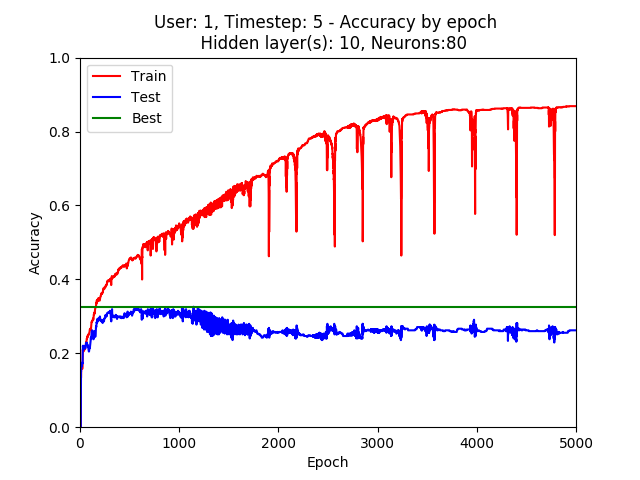 User: 1, Timestep: 5 - Accuracy by epoch
Hidden layer(s): 10, Neurons:80
1.0
Train
Test
Best
0.8
0.6
Accuracy
0.4
0.2
0.0
0 1000 2000 3000 4000 5000
Epoch